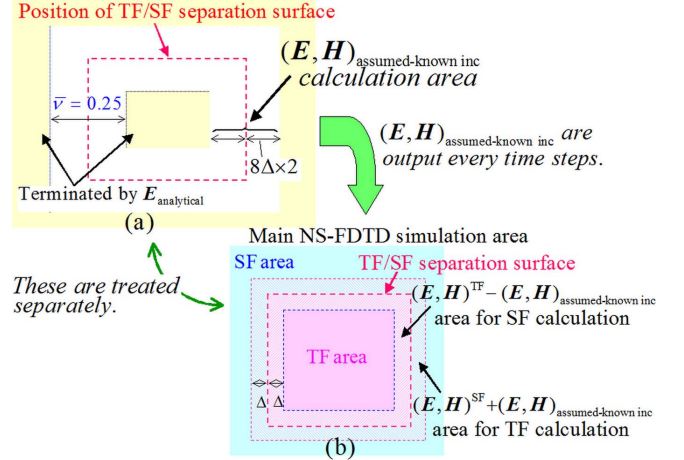 Position of TF/SF separation surface
(E, H)assumed-known inc
calculation area
ν̅ = 0.25
8Δ×2
Terminated by E analytical
(a)
(E, H)assumed-known inc are
output every time steps.
These are treated
separately.
Main NS-FDTD simulation area
SF area
TF/SF separation surface
(E, H)^TF − (E, H)assumed-known inc
area for SF calculation
TF area
Δ Δ
(E, H)^SF + (E, H)assumed-known inc
area for TF calculation
(b)